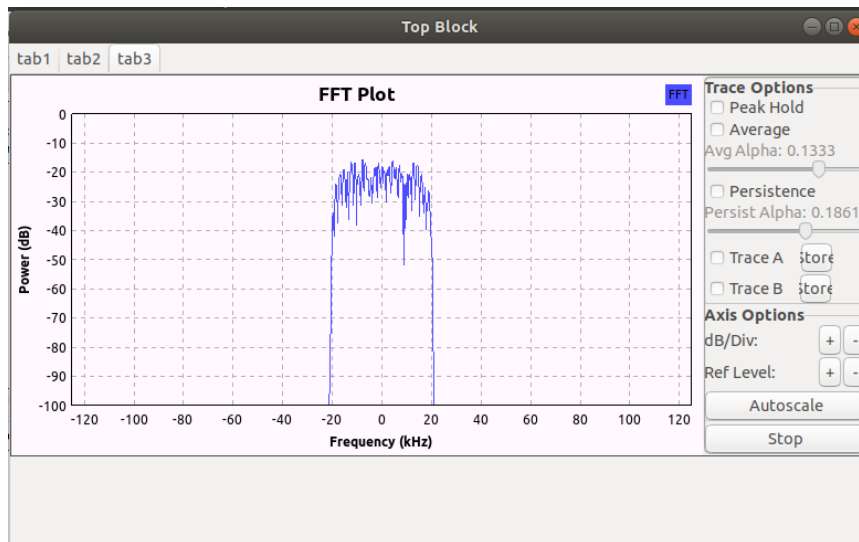 Top Block
tab1 tab2 tab3
FFT Plot
FFT
0
-10
-20
-30
-40
-50
-60
-70
-80
-90
-100
Power (dB)
-120 -100 -80 -60 -40 -20 0 20 40 60 80 100 120
Frequency (kHz)
Trace Options
Peak Hold
Average
Avg Alpha: 0.1333
Persistence
Persist Alpha: 0.1861
Trace A Store
Trace B Store
Axis Options
dB/Div: + -
Ref Level: + -
Autoscale
Stop